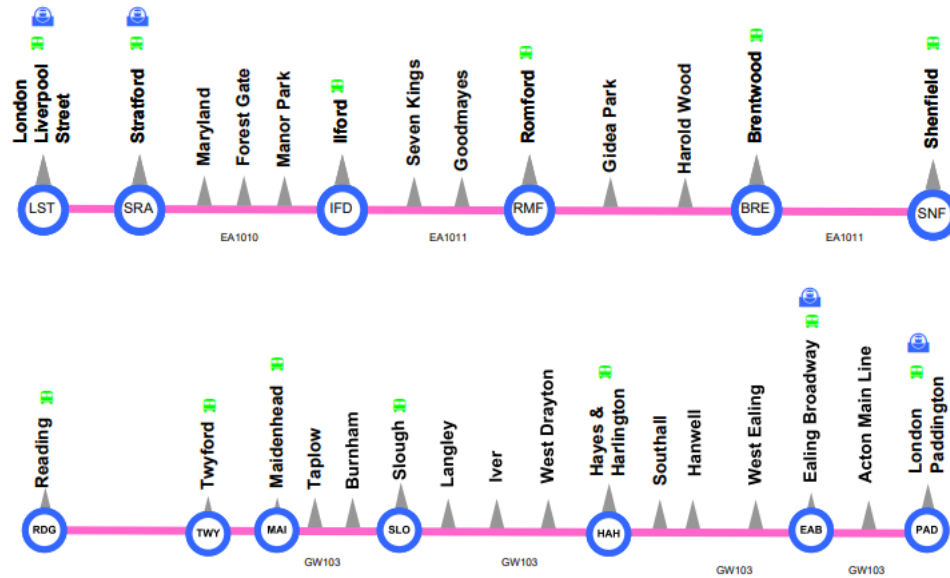 London
Liverpool
Street
Stratford
Maryland
Forest Gate
Manor Park
Ilford
Seven Kings
Goodmayes
Romford
Gidea Park
Harold Wood
Brentwood
Shenfield
LST
SRA
IFD
RMF
BRE
SNF
EA1010
EA1011
EA1011
Reading
Twyford
Maidenhead
Taplow
Burnham
Slough
Langley
Iver
West Drayton
Hayes &
Harlington
Southall
Hanwell
West Ealing
Ealing Broadway
Acton Main Line
London
Paddington
RDG
TWY
MAI
SLO
HAH
EAB
PAD
GW103
GW103
GW103
GW103